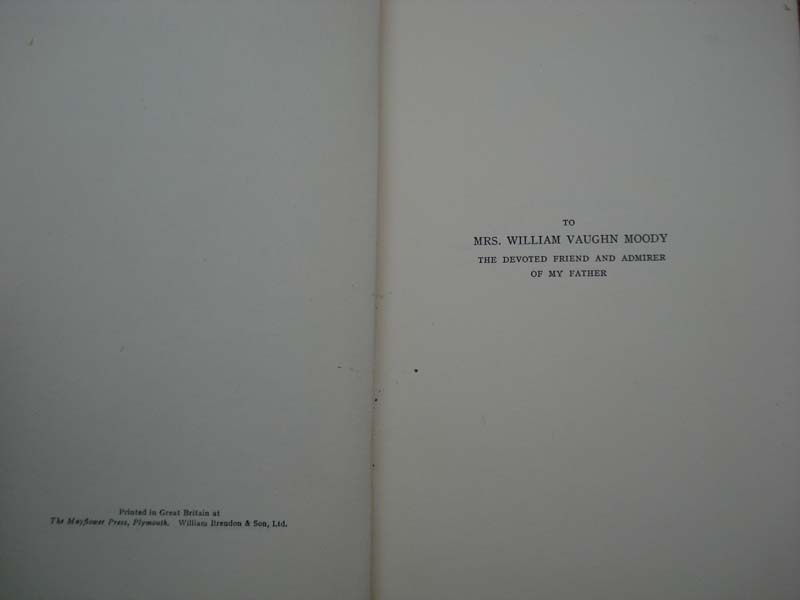 Printed in Great Britain at
The Mayflower Press, Plymouth. William Brendon & Son, Ltd.
TO
MRS. WILLIAM VAUGHN MOODY
THE DEVOTED FRIEND AND ADMIRER
OF MY FATHER